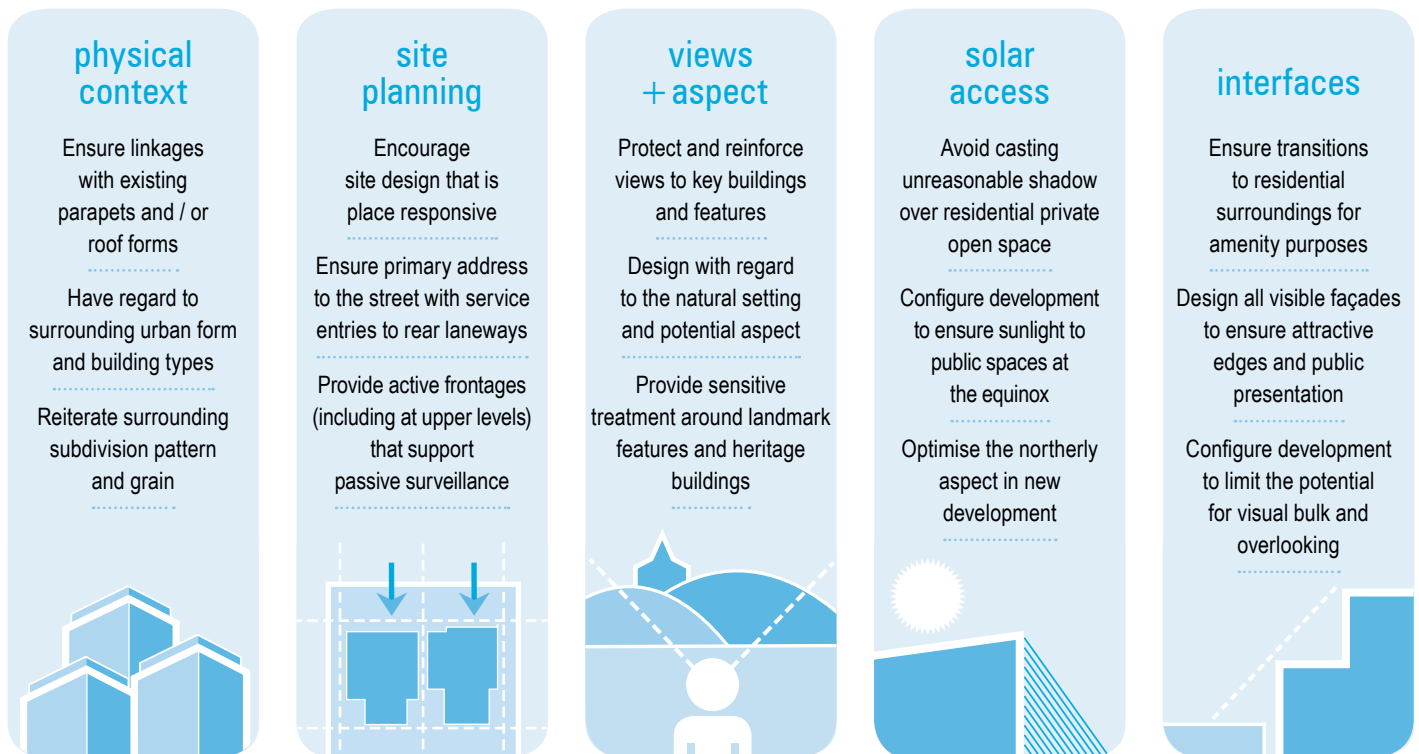 physical
context
Ensure linkages
with existing
parapets and / or
roof forms
Have regard to
surrounding urban form
and building types
Reiterate surrounding
subdivision pattern
and grain
site
planning
Encourage
site design that is
place responsive
Ensure primary address
to the street with service
entries to rear laneways
Provide active frontages
(including at upper levels)
that support
passive surveillance
views
+ aspect
Protect and reinforce
views to key buildings
and features
Design with regard
to the natural setting
and potential aspect
Provide sensitive
treatment around landmark
features and heritage
buildings
solar
access
Avoid casting
unreasonable shadow
over residential private
open space
Configure development
to ensure sunlight to
public spaces at
the equinox
Optimise the northerly
aspect in new
development
interfaces
Ensure transitions
to residential
surroundings for
amenity purposes
Design all visible façades
to ensure attractive
edges and public
presentation
Configure development
to limit the potential
for visual bulk and
overlooking